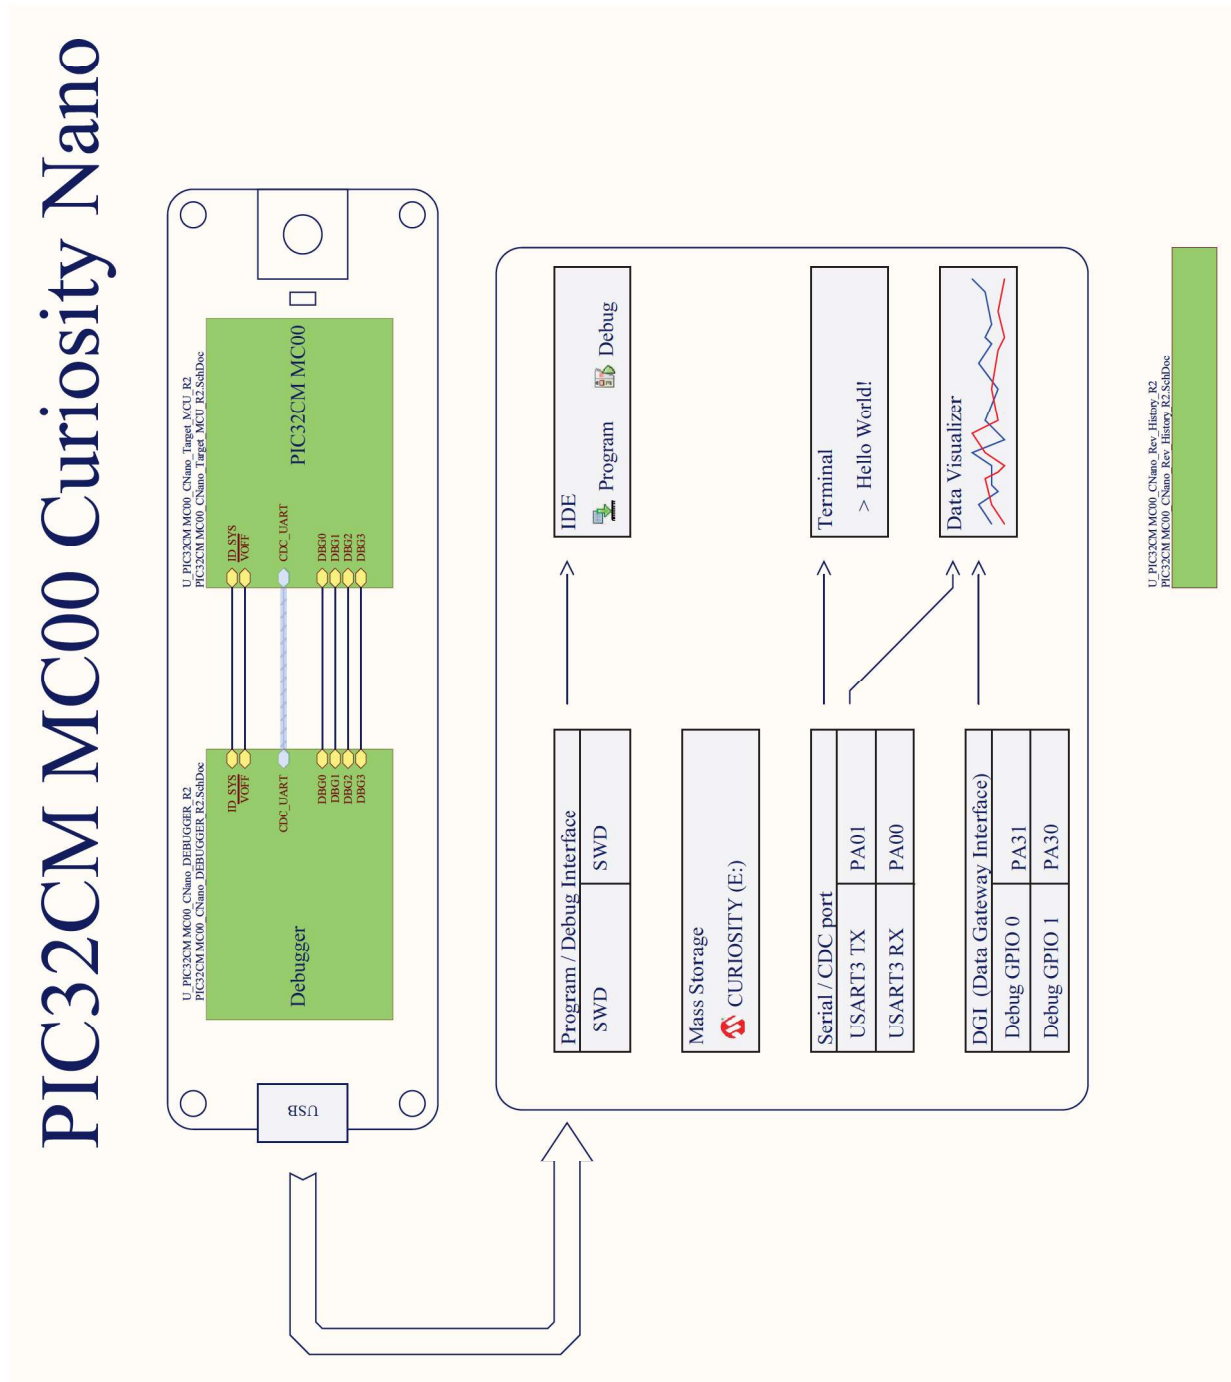 PIC32CM MC00 Curiosity Nano
U_PIC32CM MC00_CNano_DEBUGGER_R2
PIC32CM MC00_CNano_DEBUGGER_R2.SchDoc
ID_SYS
VOFF
CDC_UART
DBG0
DBG1
DBG2
DBG3
Debugger
U_PIC32CM MC00_CNano_Target_MCU_R2
PIC32CM MC00_CNano_Target_MCU_R2.SchDoc
ID_SYS
VOFF
CDC_UART
DBG0
DBG1
DBG2
DBG3
PIC32CM MC00
USB
Program / Debug Interface
SWD SWD
IDE
Program Debug
Mass Storage
CURIOSITY (E:)
Serial / CDC port
USART3 TX PA01
USART3 RX PA00
Terminal
> Hello World!
DGI (Data Gateway Interface)
Debug GPIO 0 PA31
Debug GPIO 1 PA30
Data Visualizer
U_PIC32CM MC00_CNano_Rev_History_R2
PIC32CM MC00_CNano_Rev_History_R2.SchDoc